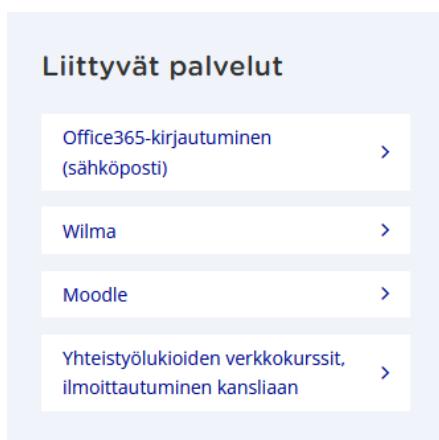 Liittyvät palvelut
Office365-kirjautuminen
(sähköposti)
Wilma
Moodle
Yhteistyölukioiden verkkokurssit,
ilmoittautuminen kansliaan